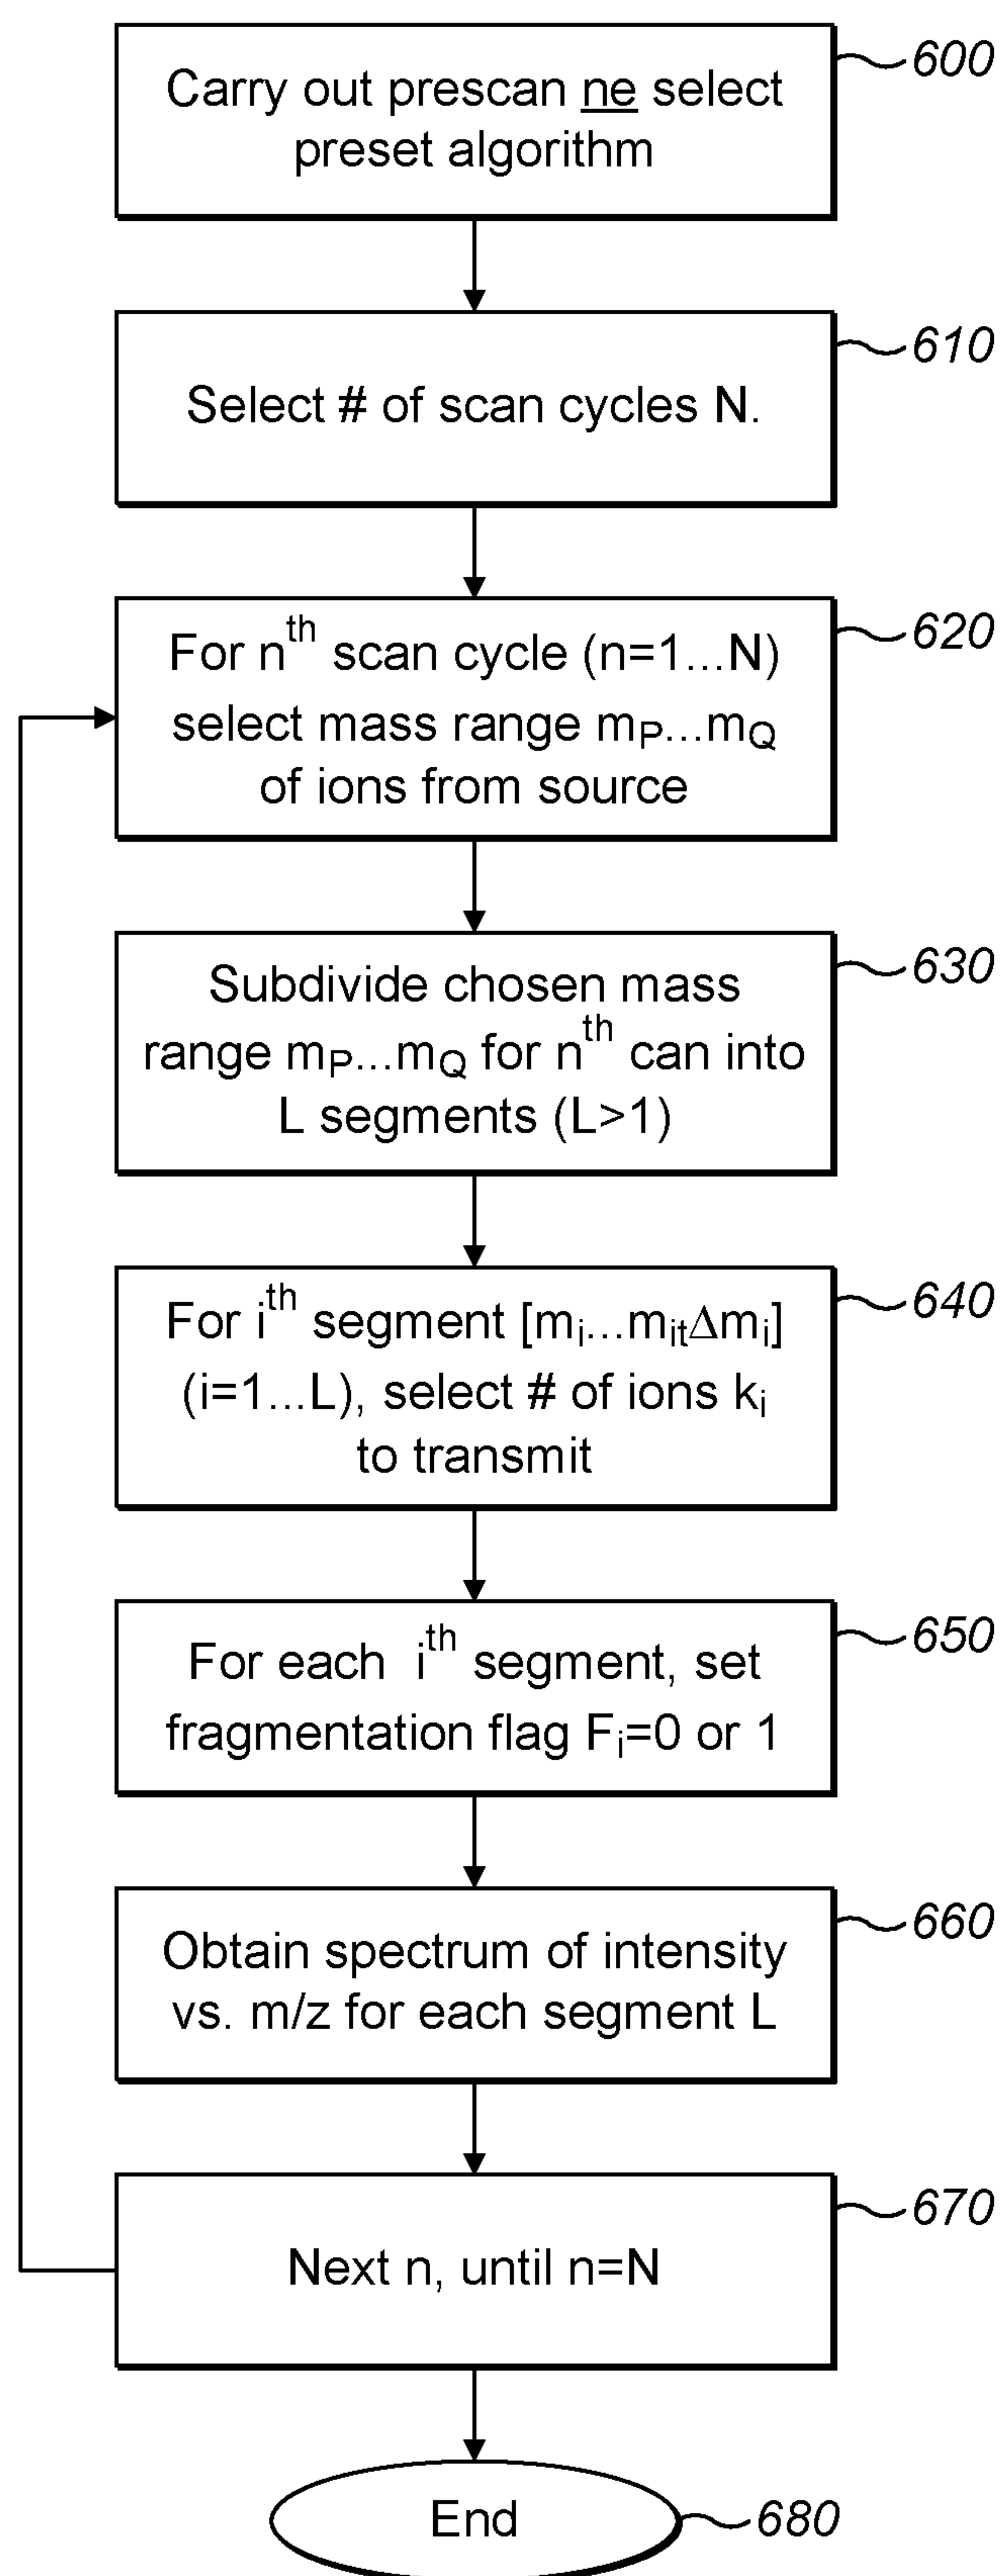 Carry out prescan ne select
preset algorithm
600
Select # of scan cycles N.
610
For nth scan cycle (n=1...N)
select mass range mP...mQ
of ions from source
620
Subdivide chosen mass
range mP...mQ for nth can into
L segments (L>1)
630
For ith segment [mi...mitΔmi]
(i=1...L), select # of ions ki
to transmit
640
For each ith segment, set
fragmentation flag Fi=0 or 1
650
Obtain spectrum of intensity
vs. m/z for each segment L
660
Next n, until n=N
670
End
680